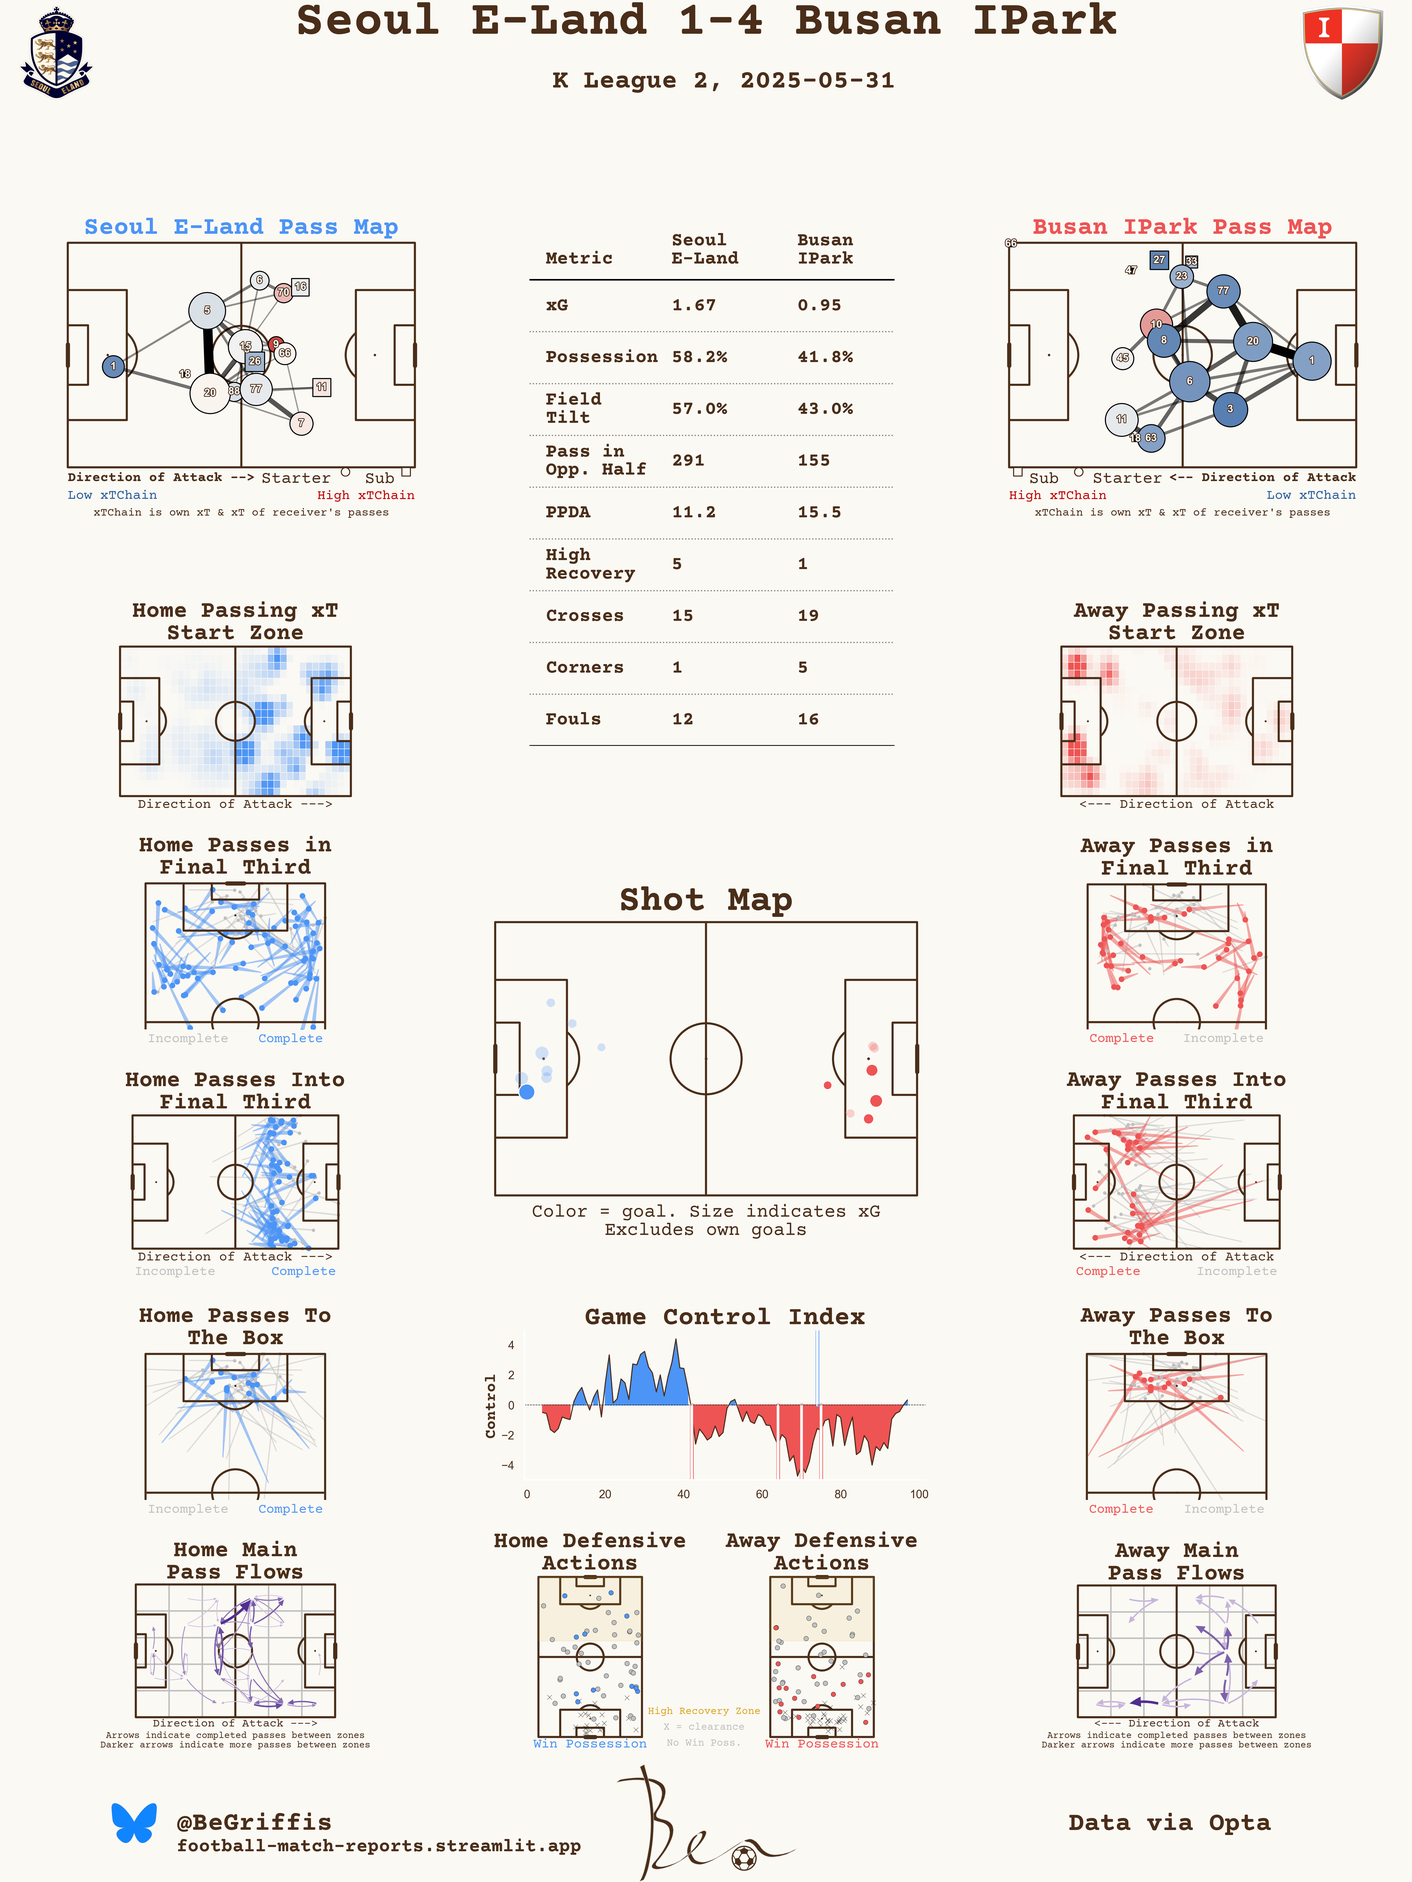 Seoul E-Land 1-4 Busan IPark
K League 2, 2025-05-31
SEOUL ELAND
I
Seoul E-Land Pass Map
1
5
6
70
16
15
9
66
26
18
20
88
77
11
7
Direction of Attack --> Starter Sub
Low xTChain High xTChain
xTChain is own xT & xT of receiver's passes
Metric Seoul E-Land Busan IPark
xG 1.67 0.95
Possession 58.2% 41.8%
Field Tilt 57.0% 43.0%
Pass in Opp. Half 291 155
PPDA 11.2 15.5
High Recovery 5 1
Crosses 15 19
Corners 1 5
Fouls 12 16
Busan IPark Pass Map
66
47
27
33
23
77
10
8
20
45
1
6
3
11
18
63
Sub Starter <-- Direction of Attack
High xTChain Low xTChain
xTChain is own xT & xT of receiver's passes
Home Passing xT
Start Zone
Direction of Attack --->
Away Passing xT
Start Zone
<--- Direction of Attack
Home Passes in
Final Third
Incomplete Complete
Away Passes in
Final Third
Complete Incomplete
Shot Map
Color = goal. Size indicates xG
Excludes own goals
Home Passes Into
Final Third
Direction of Attack --->
Incomplete Complete
Away Passes Into
Final Third
<--- Direction of Attack
Complete Incomplete
Home Passes To
The Box
Incomplete Complete
Game Control Index
Control
4
2
0
−2
−4
0 20 40 60 80 100
Away Passes To
The Box
Complete Incomplete
Home Main
Pass Flows
Direction of Attack --->
Arrows indicate completed passes between zones
Darker arrows indicate more passes between zones
Home Defensive
Actions
Win Possession
High Recovery Zone
X = clearance
No Win Poss.
Away Defensive
Actions
Win Possession
Away Main
Pass Flows
<--- Direction of Attack
Arrows indicate completed passes between zones
Darker arrows indicate more passes between zones
@BeGriffis
football-match-reports.streamlit.app
Ben
Data via Opta